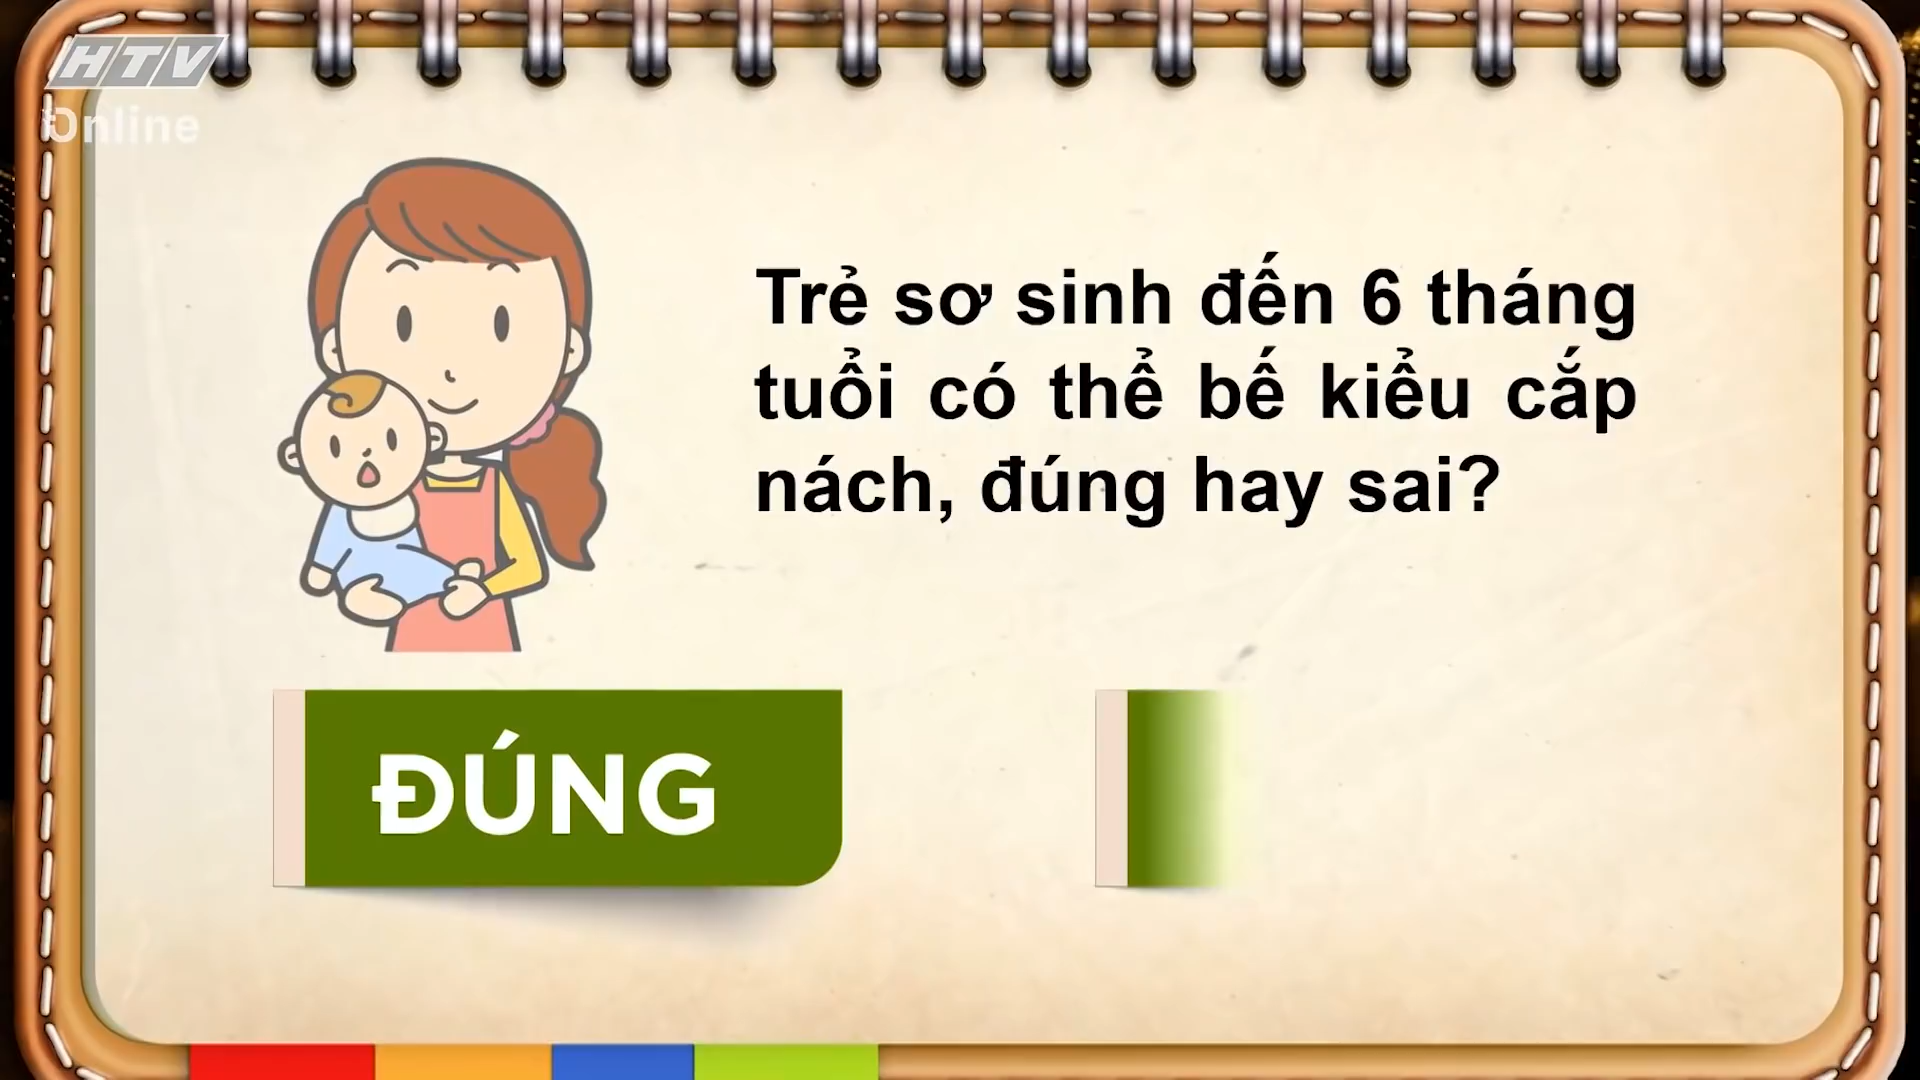 HTV
Online
Trẻ sơ sinh đến 6 tháng
tuổi có thể bế kiểu cắp
nách, đúng hay sai?
ĐÚNG